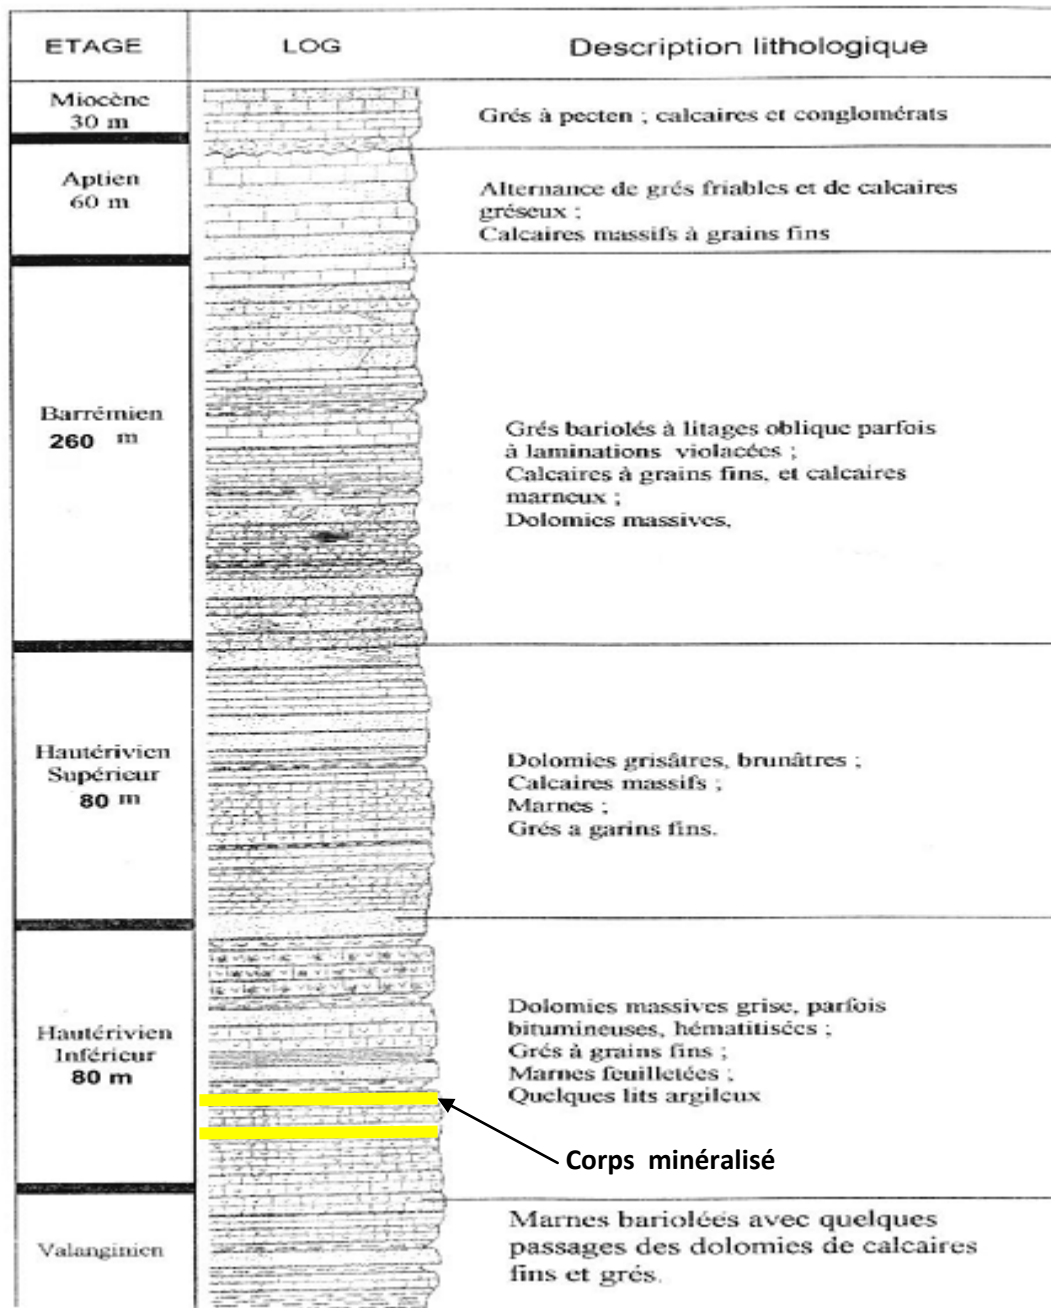 ETAGE LOG Description lithologique
Miocène
30 m
Grés à pecten ; calcaires et conglomérats
Aptien
60 m
Alternance de grés friables et de calcaires
gréseux ;
Calcaires massifs à grains fins
Barrémien
260 m
Grés bariolés à litages oblique parfois
à laminations violacées ;
Calcaires à grains fins, et calcaires
marneux ;
Dolomies massives,
Hautérivien
Supérieur
80 m
Dolomies grisâtres, brunâtres ;
Calcaires massifs ;
Marnes ;
Grés a garins fins.
Hautérivien
Inférieur
80 m
Dolomies massives grise, parfois
bitumineuses, hématitisées ;
Grés à grains fins ;
Marnes feuilletées ;
Quelques lits argileux
Corps minéralisé
Valanginien
Marnes bariolées avec quelques
passages des dolomies de calcaires
fins et grés.